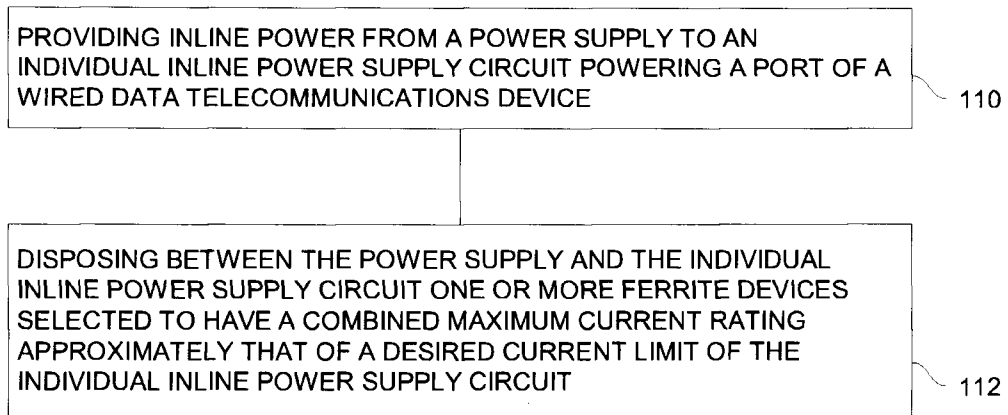 PROVIDING INLINE POWER FROM A POWER SUPPLY TO AN
INDIVIDUAL INLINE POWER SUPPLY CIRCUIT POWERING A PORT OF A
WIRED DATA TELECOMMUNICATIONS DEVICE
110
DISPOSING BETWEEN THE POWER SUPPLY AND THE INDIVIDUAL
INLINE POWER SUPPLY CIRCUIT ONE OR MORE FERRITE DEVICES
SELECTED TO HAVE A COMBINED MAXIMUM CURRENT RATING
APPROXIMATELY THAT OF A DESIRED CURRENT LIMIT OF THE
INDIVIDUAL INLINE POWER SUPPLY CIRCUIT
112